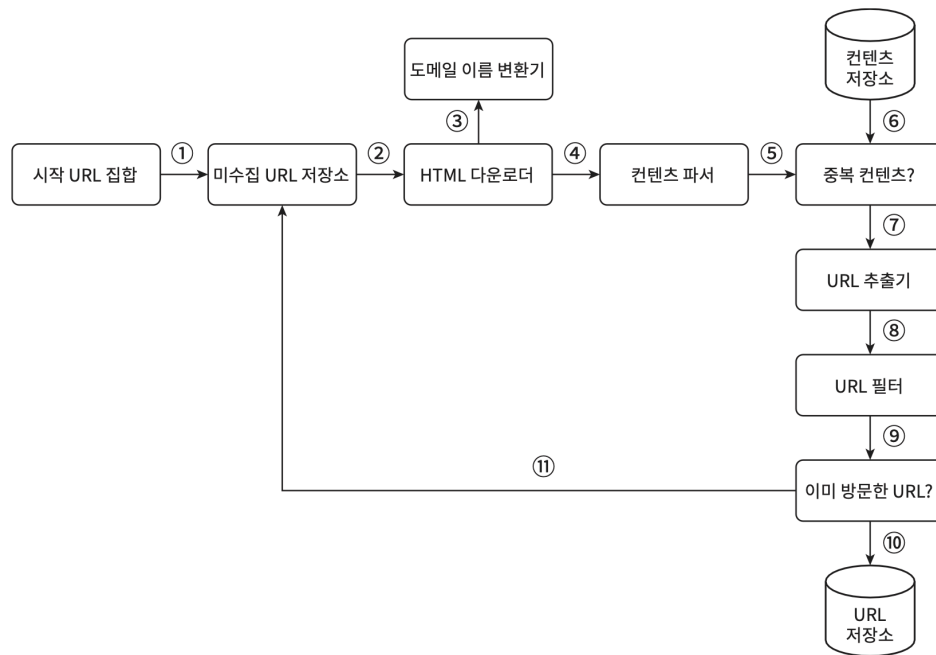 컨텐츠
저장소
도메일 이름 변환기
③
⑥
시작 URL 집합
①
미수집 URL 저장소
②
HTML 다운로더
④
컨텐츠 파서
⑤
중복 컨텐츠?
⑦
URL 추출기
⑧
URL 필터
⑨
⑪
이미 방문한 URL?
⑩
URL
저장소